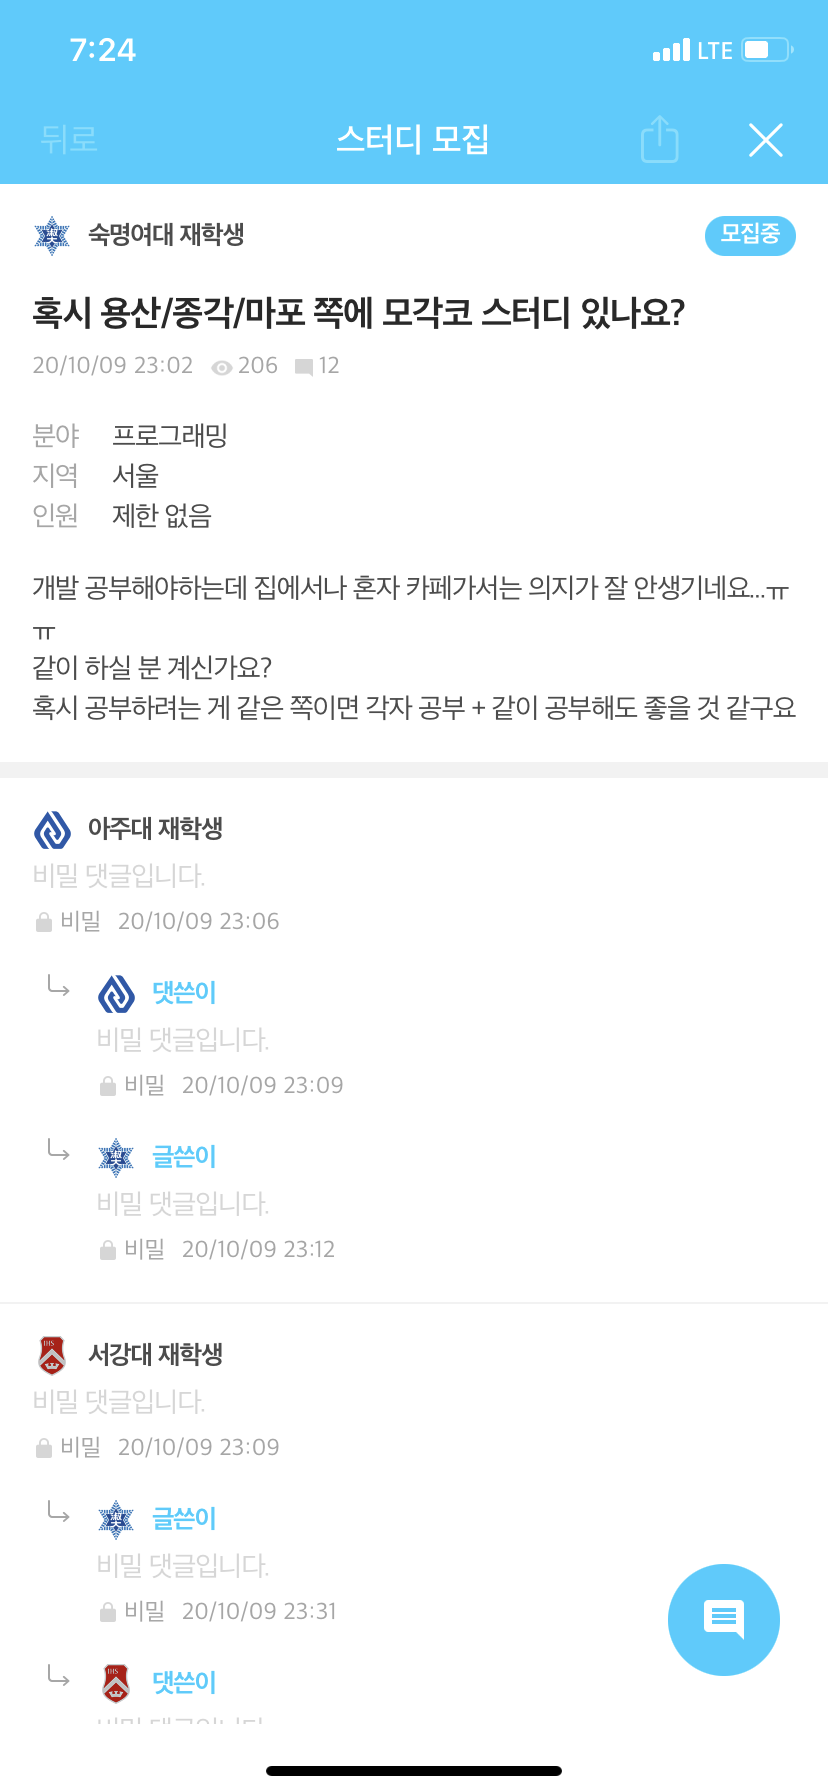 7:24
LTE
뒤로
스터디 모집
숙명여대 재학생
모집중
혹시 용산/종각/마포 쪽에 모각코 스터디 있나요?
20/10/09 23:02 206 12
분야 프로그래밍
지역 서울
인원 제한 없음
개발 공부해야하는데 집에서나 혼자 카페가서는 의지가 잘 안생기네요...ㅠ
ㅠ
같이 하실 분 계신가요?
혹시 공부하려는 게 같은 쪽이면 각자 공부 + 같이 공부해도 좋을 것 같구요
아주대 재학생
비밀 댓글입니다.
비밀 20/10/09 23:06
댓쓴이
비밀 댓글입니다.
비밀 20/10/09 23:09
글쓴이
비밀 댓글입니다.
비밀 20/10/09 23:12
IHS
서강대 재학생
비밀 댓글입니다.
비밀 20/10/09 23:09
글쓴이
비밀 댓글입니다.
비밀 20/10/09 23:31
IHS
댓쓴이